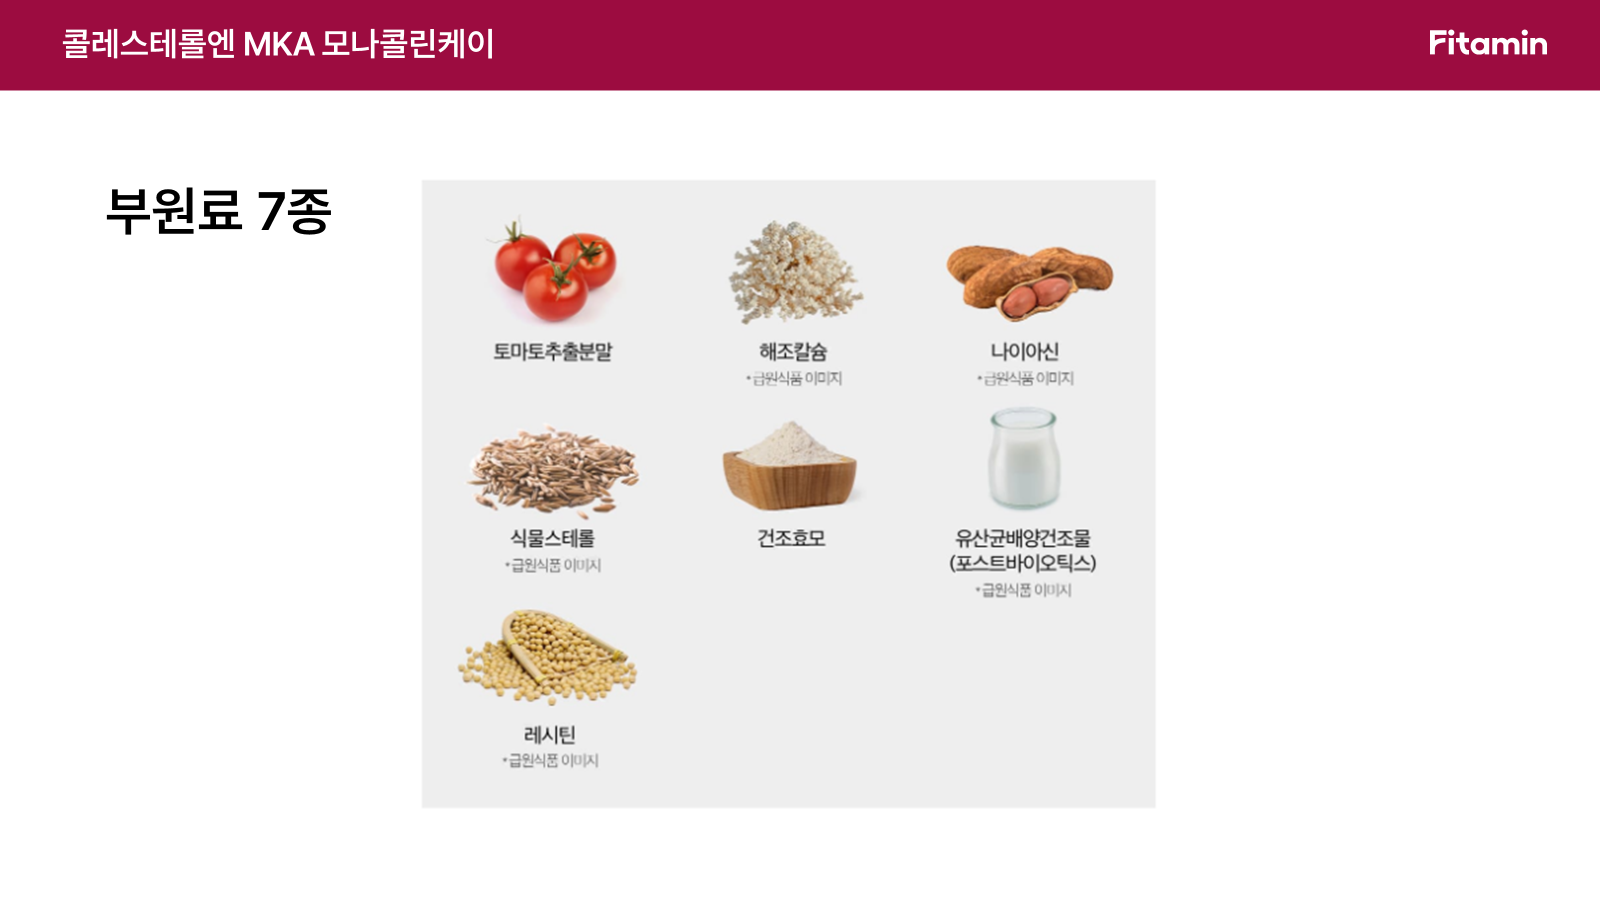 콜레스테롤엔 MKA 모나콜린케이
Fitamin
부원료 7종
토마토추출분말
해조칼슘
*급원식품 이미지
나이아신
*급원식품 이미지
식물스테롤
*급원식품 이미지
건조효모
유산균배양건조물
(포스트바이오틱스)
*급원식품 이미지
레시틴
*급원식품 이미지